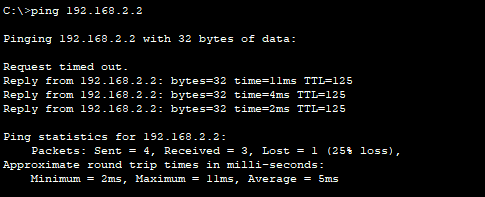 C:\>ping 192.168.2.2
Pinging 192.168.2.2 with 32 bytes of data:
Request timed out.
Reply from 192.168.2.2: bytes=32 time=11ms TTL=125
Reply from 192.168.2.2: bytes=32 time=4ms TTL=125
Reply from 192.168.2.2: bytes=32 time=2ms TTL=125
Ping statistics for 192.168.2.2:
    Packets: Sent = 4, Received = 3, Lost = 1 (25% loss),
Approximate round trip times in milli-seconds:
    Minimum = 2ms, Maximum = 11ms, Average = 5ms